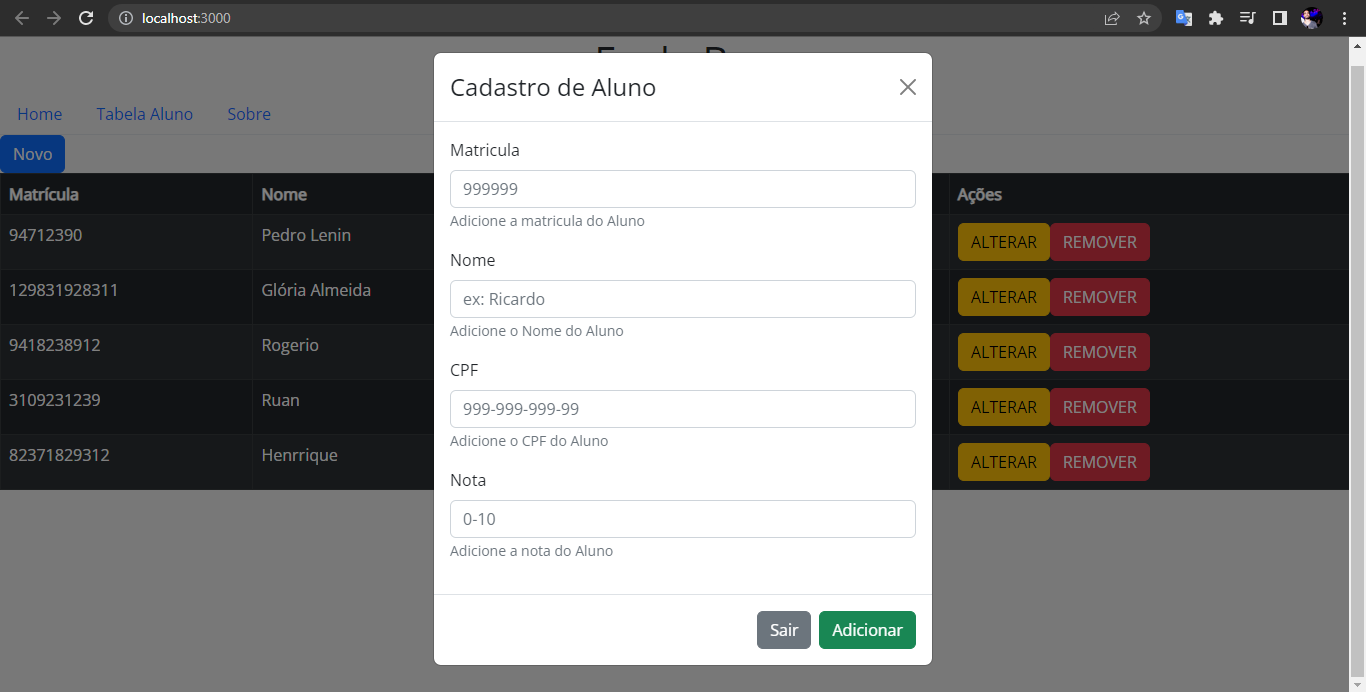 localhost:3000
Cadastro de Aluno
Home Tabela Aluno Sobre
Novo
Matrícula Nome Ações
94712390 Pedro Lenin ALTERAR REMOVER
129831928311 Glória Almeida ALTERAR REMOVER
9418238912 Rogerio ALTERAR REMOVER
3109231239 Ruan ALTERAR REMOVER
82371829312 Henrrique ALTERAR REMOVER
Matricula
999999
Adicione a matricula do Aluno
Nome
ex: Ricardo
Adicione o Nome do Aluno
CPF
999-999-999-99
Adicione o CPF do Aluno
Nota
0-10
Adicione a nota do Aluno
Sair Adicionar